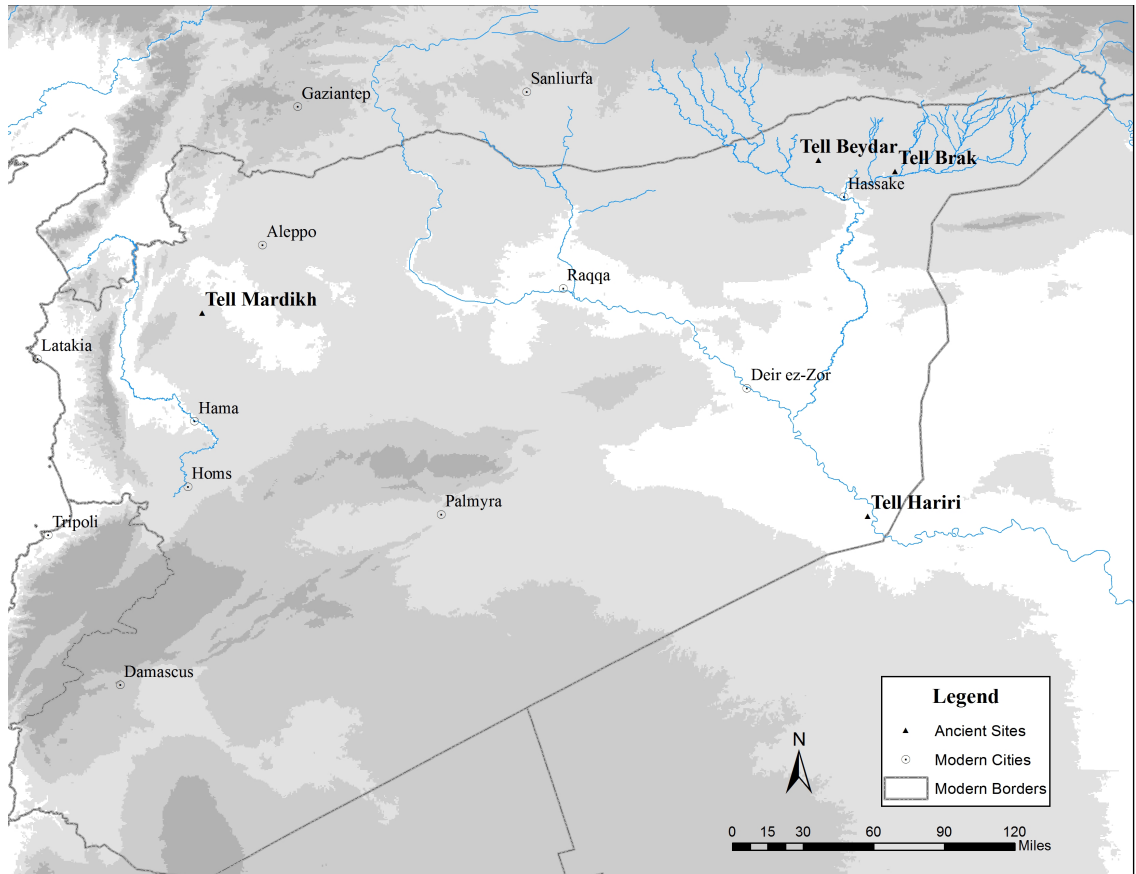 Sanliurfa
Gaziantep
Tell Beydar
Tell Brak
Hassake
Aleppo
Raqqa
Tell Mardikh
Latakia
Deir ez-Zor
Hama
Homs
Palmyra
Tell Hariri
Tripoli
Damascus
Legend
Ancient Sites
Modern Cities
Modern Borders
N
0 15 30 60 90 120
Miles